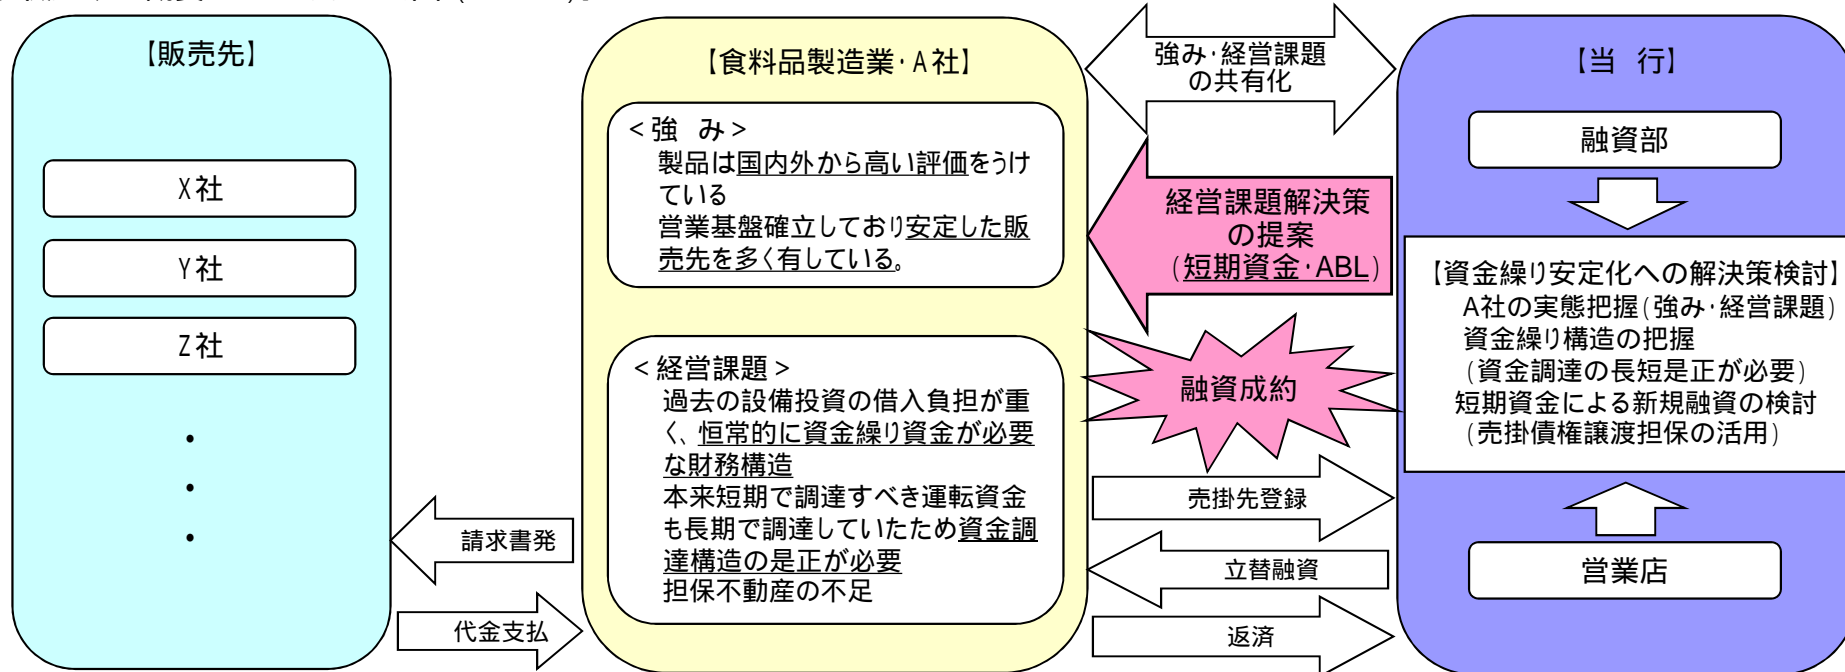 【販売先】
X社
Y社
Z社
・
・
・
【食料品製造業・A社】
<強 み>
製品は国内外から高い評価をうけ
ている
営業基盤確立しており安定した販
売先を多く有している。
<経営課題>
過去の設備投資の借入負担が重
く、恒常的に資金繰り資金が必要
な財務構造
本来短期で調達すべき運転資金
も長期で調達していたため資金調
達構造の是正が必要
担保不動産の不足
請求書発
代金支払
強み・経営課題
の共有化
経営課題解決策
の提案
(短期資金・ABL)
融資成約
売掛先登録
立替融資
返済
【当 行】
融資部
【資金繰り安定化への解決策検討】
A社の実態把握(強み・経営課題)
資金繰り構造の把握
(資金調達の長短是正が必要)
短期資金による新規融資の検討
(売掛債権譲渡担保の活用)
営業店